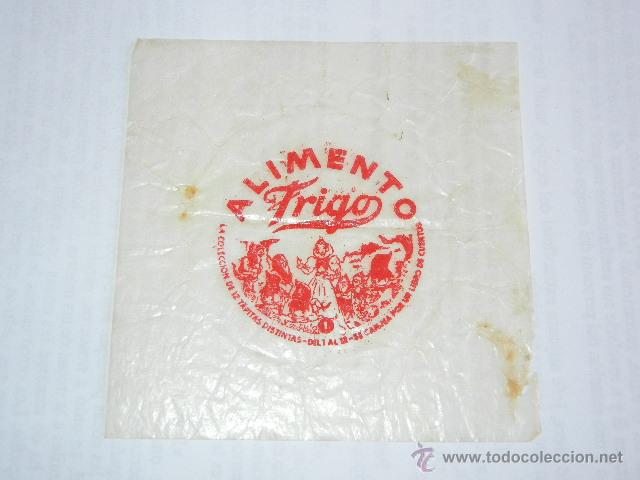 ALIMENTO
Frigo
LA COLECCION DE 12 TAPITAS DISTINTAS - DEL 1 AL 12 - SE CANJEA POR UN LIBRO DE CUENTOS
1
© www.todocoleccion.net